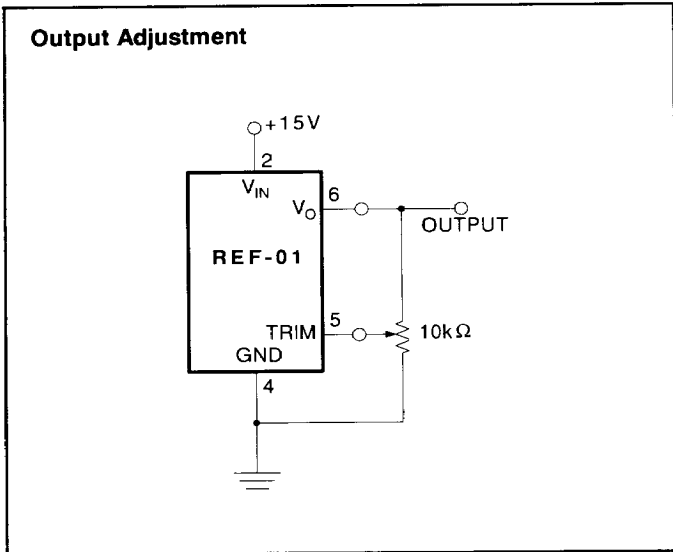 Output Adjustment
+15V
2
VIN
6
VO
OUTPUT
REF-01
5
TRIM
10kΩ
GND
4